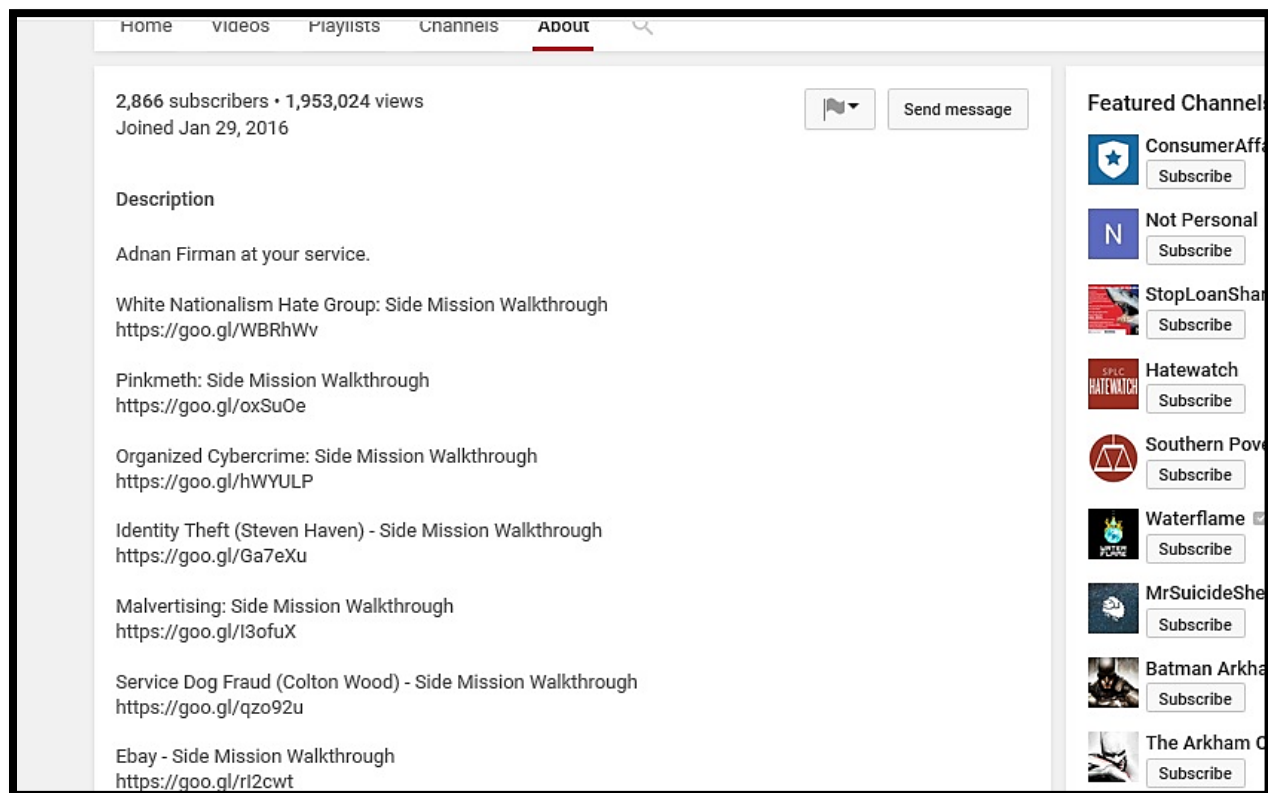 Home Videos Playlists Channels About
2,866 subscribers • 1,953,024 views
Joined Jan 29, 2016
Send message
Description
Adnan Firman at your service.
White Nationalism Hate Group: Side Mission Walkthrough
https://goo.gl/WBRhWv
Pinkmeth: Side Mission Walkthrough
https://goo.gl/oxSuOe
Organized Cybercrime: Side Mission Walkthrough
https://goo.gl/hWYULP
Identity Theft (Steven Haven) - Side Mission Walkthrough
https://goo.gl/Ga7eXu
Malvertising: Side Mission Walkthrough
https://goo.gl/I3ofuX
Service Dog Fraud (Colton Wood) - Side Mission Walkthrough
https://goo.gl/qzo92u
Ebay - Side Mission Walkthrough
https://goo.gl/rI2cwt
Featured Channels
ConsumerAffa
Subscribe
N
Not Personal
Subscribe
StopLoanShar
Subscribe
SPLC
HATEWATCH
Hatewatch
Subscribe
Southern Pove
Subscribe
WATER
FLAME
Waterflame
Subscribe
MrSuicideShe
Subscribe
Batman Arkha
Subscribe
The Arkham
Subscribe